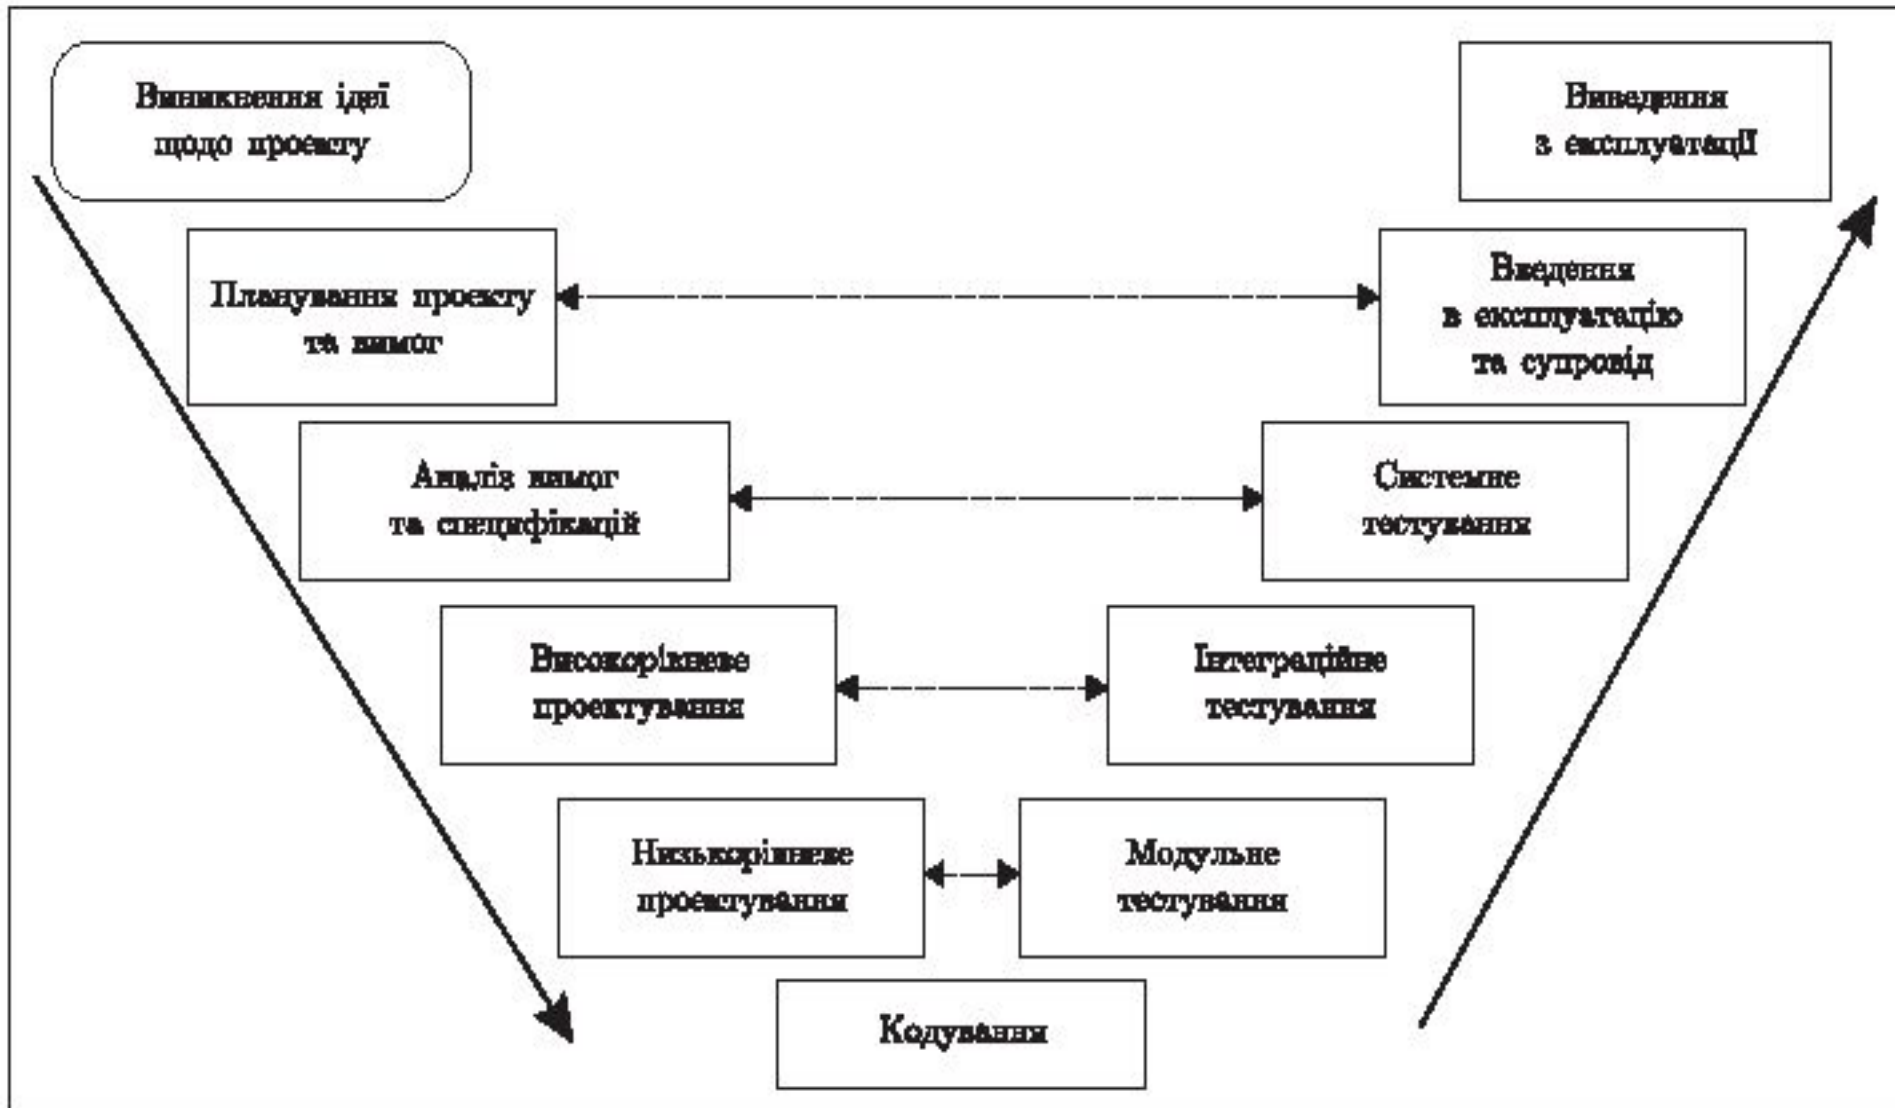 Виникнення ідеї
щодо проекту
Виведення
з експлуатації
Планування проекту
та вимог
Введення
в експлуатацію
та супровід
Аналіз вимог
та специфікацій
Системне
тестування
Високорівневе
проектування
Інтеграційне
тестування
Низькорівневе
проектування
Модульне
тестування
Кодування